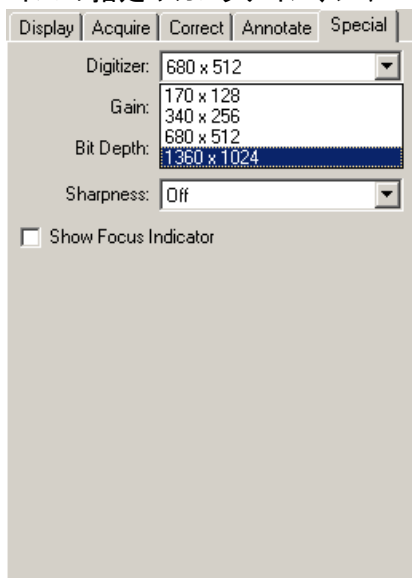 Display Acquire Correct Annotate Special
Digitizer: 680 x 512
170 x 128
Gain:
340 x 256
680 x 512
Bit Depth:
1360 x 1024
Sharpness: Off
Show Focus Indicator